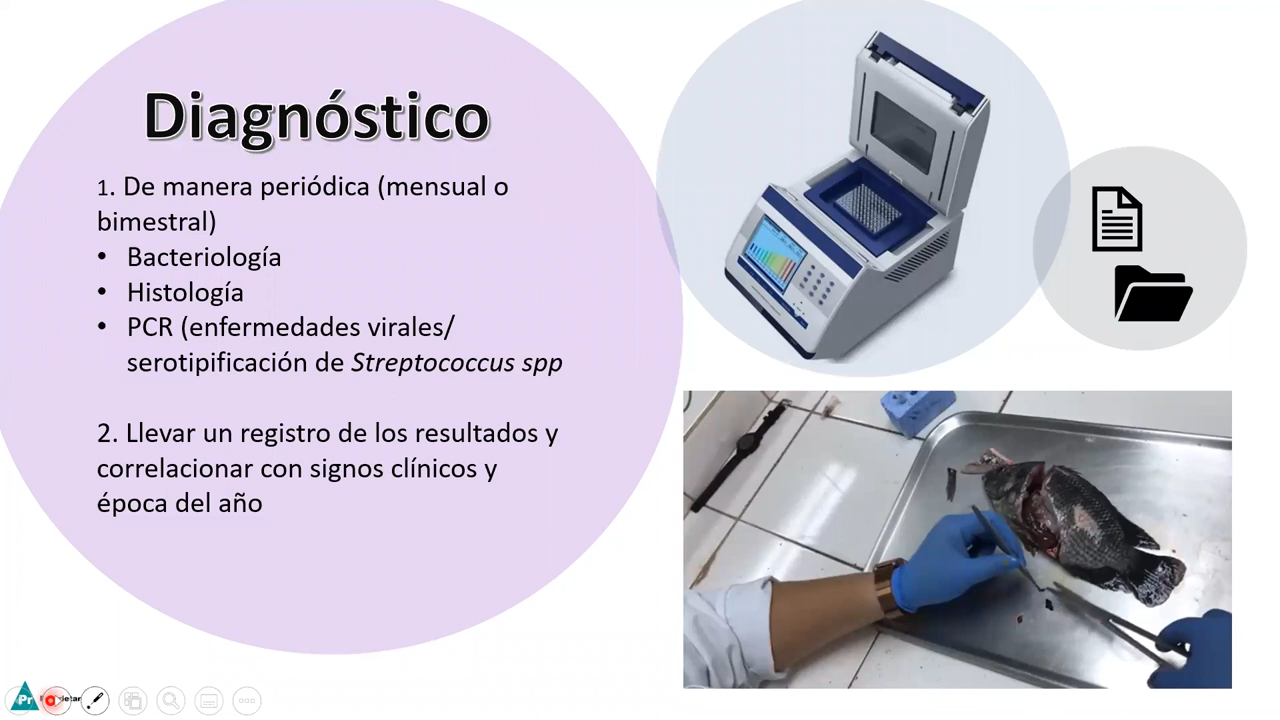 Diagnóstico
1. De manera periódica (mensual o
bimestral)
• Bacteriología
• Histología
• PCR (enfermedades virales/
serotipificación de Streptococcus spp
2. Llevar un registro de los resultados y
correlacionar con signos clínicos y
época del año
Pr